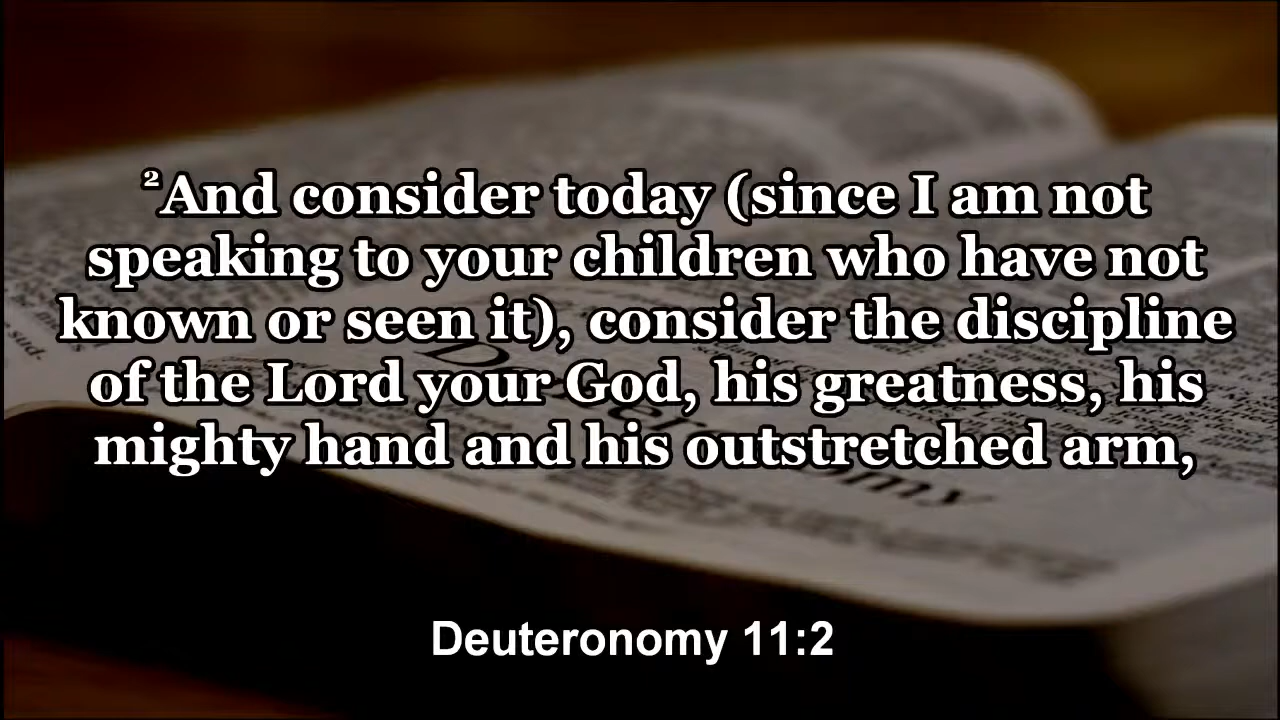 ²And consider today (since I am not
speaking to your children who have not
known or seen it), consider the discipline
of the Lord your God, his greatness, his
mighty hand and his outstretched arm,
Deuteronomy 11:2